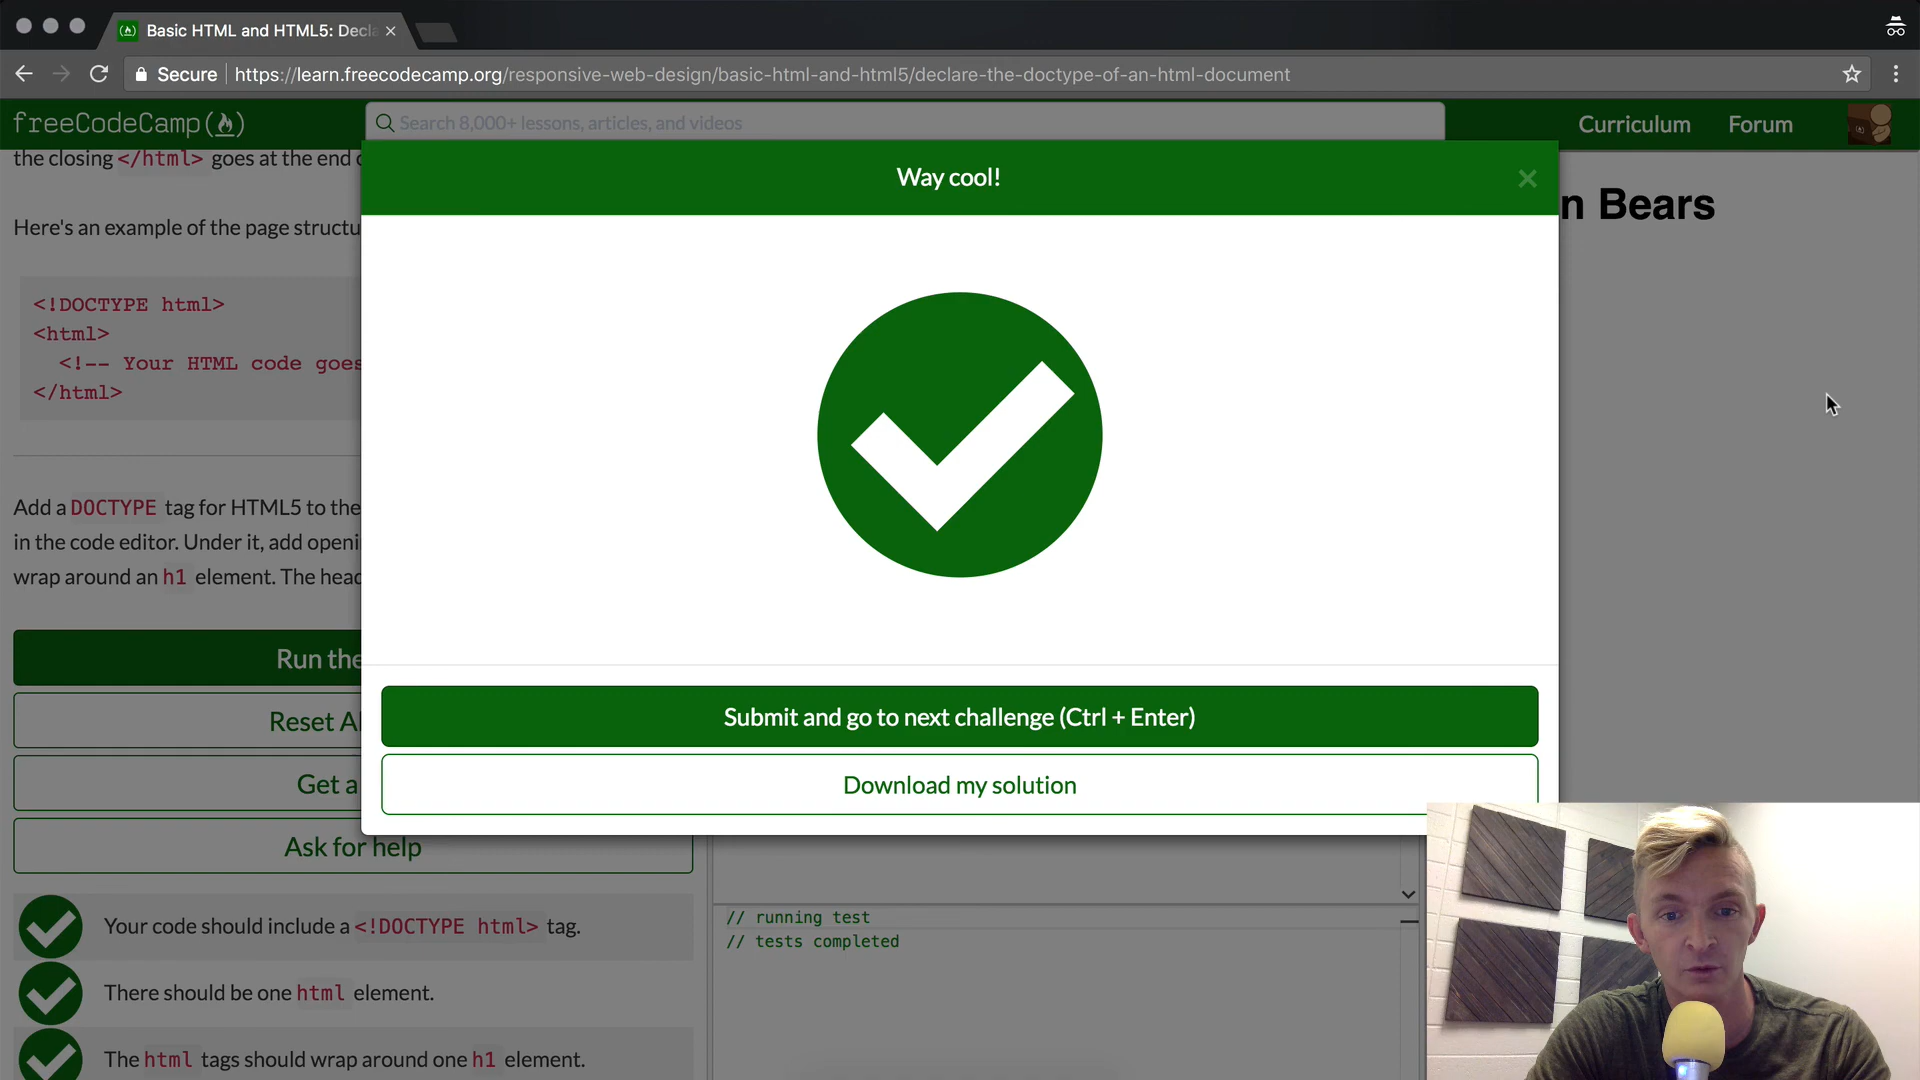 Basic HTML and HTML5: Decla
Secure
https://learn.freecodecamp.org/responsive-web-design/basic-html-and-html5/declare-the-doctype-of-an-html-document
freeCodeCamp
Search 8,000+ lessons, articles, and videos
Curriculum
Forum
the closing </html> goes at the end o
Here's an example of the page structu
<!DOCTYPE html>
<html>
<!-- Your HTML code goes
</html>
Add a DOCTYPE tag for HTML5 to the
in the code editor. Under it, add openi
wrap around an h1 element. The head
Run the
Reset Al
Get a
Ask for help
Your code should include a <!DOCTYPE html> tag.
There should be one html element.
The html tags should wrap around one h1 element.
Way cool!
×
Submit and go to next challenge (Ctrl + Enter)
Download my solution
n Bears
// running test
// tests completed